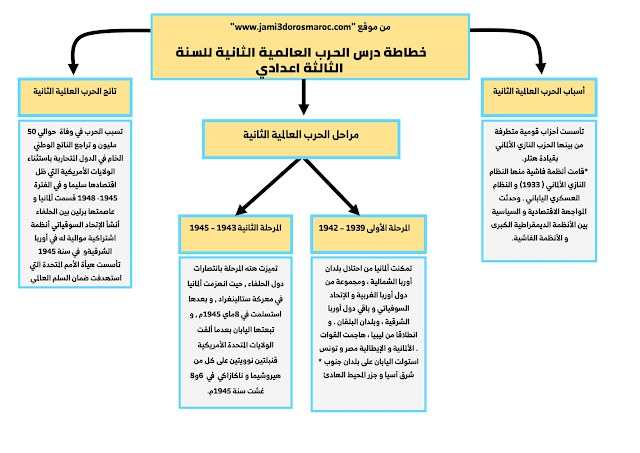 من موقع "www.jami3dorosmaroc.com"
خطاطة درس الحرب العالمية الثانية للسنة
الثالثة اعدادي
أسباب الحرب العالمية الثانية
تأسست أحزاب قومية متطرفة
من بينها الحزب النازي الألماني
بقيادة هتلر.
*قامت أنظمة فاشية منها النظام
النازي الألماني (1933) و النظام
العسكري الياباني . وحدثت
المواجهة الاقتصادية و السياسية
بين الأنظمة الديمقراطية الكبرى
و الأنظمة الفاشية.
مراحل الحرب العالمية الثانية
المرحلة الأولى 1939 – 1942
تمكنت ألمانيا من احتلال بلدان
أوربا الشمالية ، ومجموعة من
دول أوربا الغربية و الإتحاد
السوفياتي و باقي دول أوربا
الشرقية ، وبلدان البلقان . و
انطلاقا من ليبيا ، هاجمت القوات
الألمانية و الإيطالية مصر و تونس .
استولت اليابان على بلدان جنوب *
شرق آسيا و جزر المحيط الهادئ
المرحلة الثانية 1943 – 1945
تميزت هته المرحلة بانتصارات
دول الحلفاء , حيت انهزمت ألمانيا
في معركة ستالينغراد , و بعدها
استسلمت في 8ماي 1945م , و
تبعتها اليابان بعدما ألقت
الولايات المتحدة الأمريكية
قنبلتين نوويتين على كل من
هيروشيما و ناكازاكي في 6و8
غشت سنة 1945م.
تائج الحرب العالمية الثانية
تسبب الحرب في وفاة حوالي 50
مليون و تراجع الناتج الوطني
الخام في الدول المتحاربة باستثناء
الولايات الأمريكية التي ظل
اقتصادها سليما و في الفترة
1945- 1948 قسمت ألمانيا و
عاصمتها برلين بين الحلفاء
أنشأ الإتحاد السوقياتي أنظمة
اشتراكية موالية له في أوربا
الشرقيةو في سنة 1945
تأسست هيأة الأمم المتحدة التي
استهدفت ضمان السلم العالمي